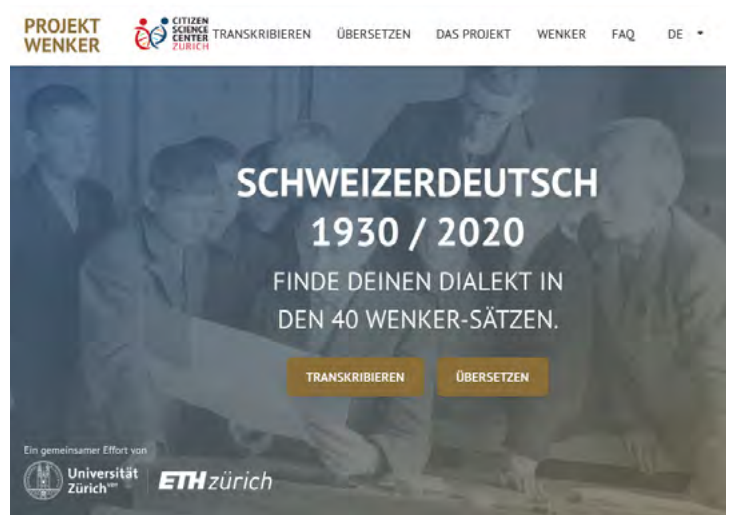 PROJEKT
WENKER
CITIZEN
SCIENCE
CENTER
ZURICH
TRANSKRIBIEREN ÜBERSETZEN DAS PROJEKT WENKER FAQ DE
SCHWEIZERDEUTSCH
1930 / 2020
FINDE DEINEN DIALEKT IN
DEN 40 WENKER-SÄTZEN.
TRANSKRIBIEREN ÜBERSETZEN
Ein gemeinsamer Effort von
Universität
Zürich
ETH zürich